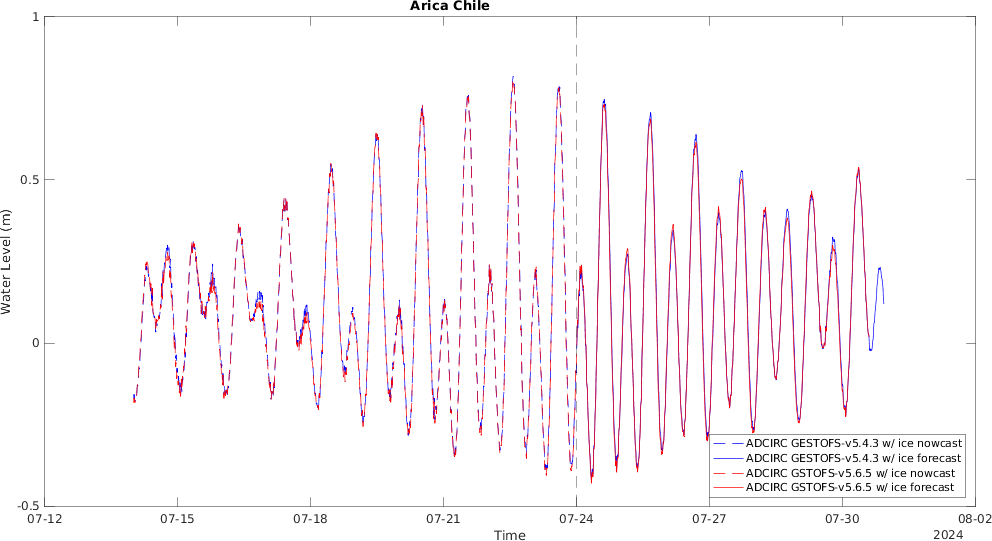 Arica Chile
1
0.5
0
-0.5
Water Level (m)
07-12
07-15
07-18
07-21
07-24
07-27
07-30
08-02
Time
2024
ADCIRC GESTOFS-v5.4.3 w/ ice nowcast
ADCIRC GESTOFS-v5.4.3 w/ ice forecast
ADCIRC GSTOFS-v5.6.5 w/ ice nowcast
ADCIRC GSTOFS-v5.6.5 w/ ice forecast